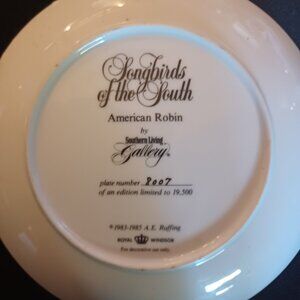 Songbirds
of the South
American Robin
by
Southern Living
Gallery®
plate number 8007
of an edition limited to 19,500
© 1983-1985 A.E. Ruffing
ROYAL WINDSOR
For decorative use only.